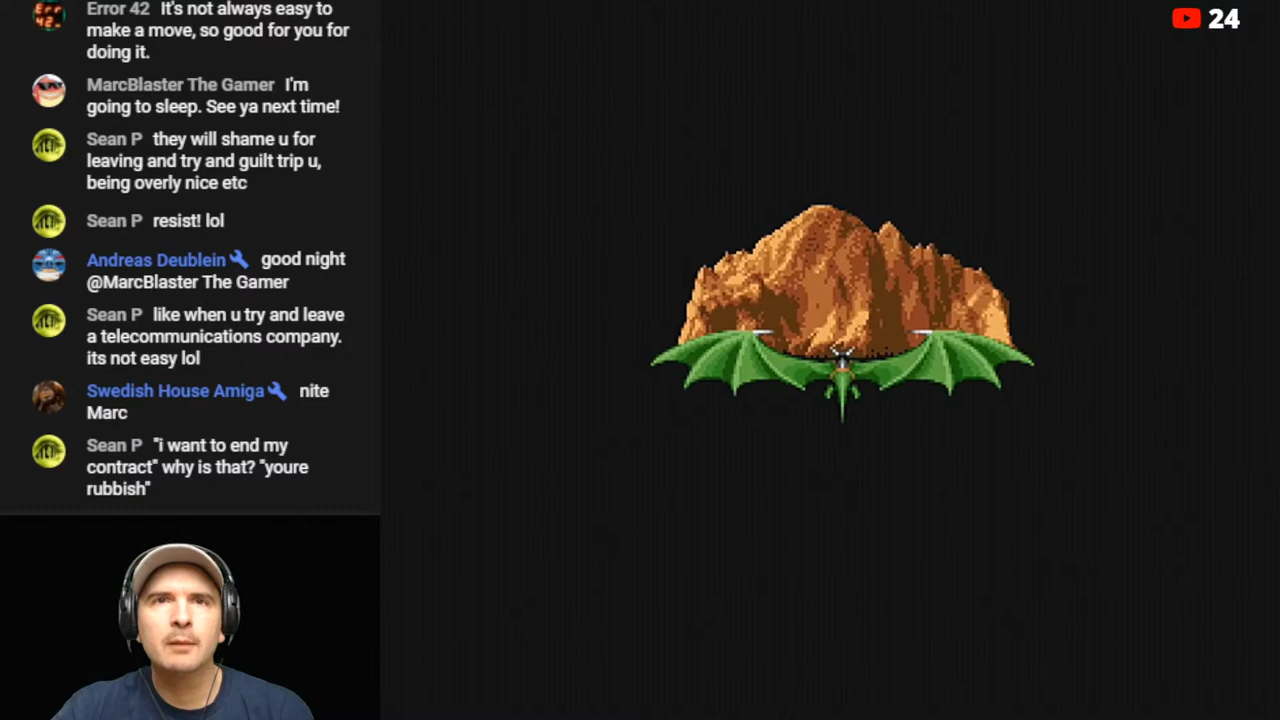 24
Error 42 It's not always easy to
make a move, so good for you for
doing it.
MarcBlaster The Gamer I'm
going to sleep. See ya next time!
Sean P they will shame u for
leaving and try and guilt trip u,
being overly nice etc
Sean P resist! lol
Andreas Deublein good night
@MarcBlaster The Gamer
Sean P like when u try and leave
a telecommunications company.
its not easy lol
Swedish House Amiga nite
Marc
Sean P "i want to end my
contract" why is that? "youre
rubbish"